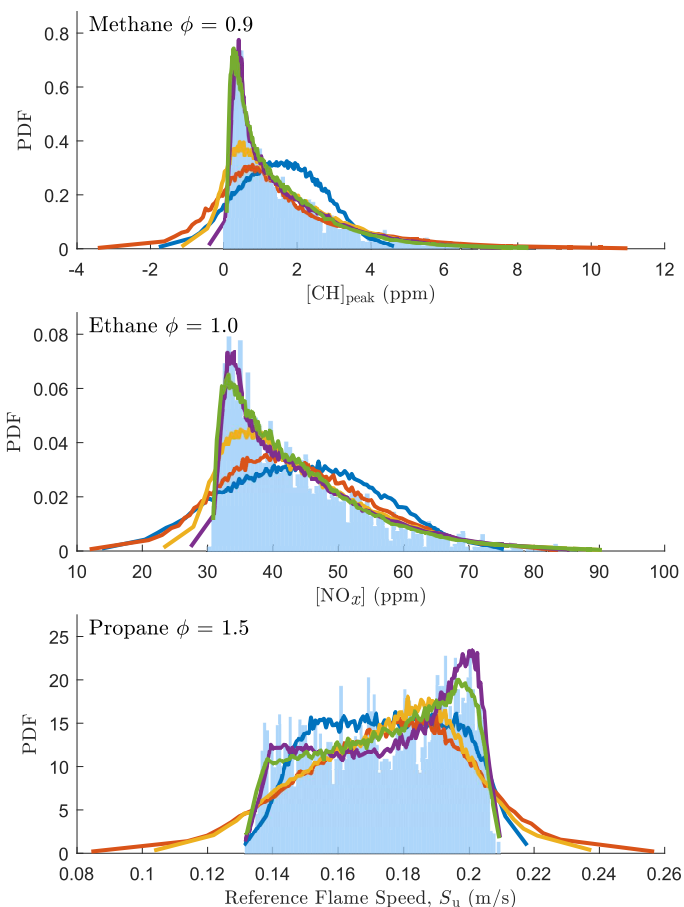 Methane ϕ = 0.9
0.8
0.6
0.4
0.2
0
PDF
-4 -2 0 2 4 6 8 10 12
[CH]peak (ppm)
Ethane ϕ = 1.0
0.08
0.06
0.04
0.02
0
PDF
10 20 30 40 50 60 70 80 90 100
[NOx] (ppm)
Propane ϕ = 1.5
25
20
15
10
5
0
PDF
0.08 0.1 0.12 0.14 0.16 0.18 0.2 0.22 0.24 0.26
Reference Flame Speed, Su (m/s)